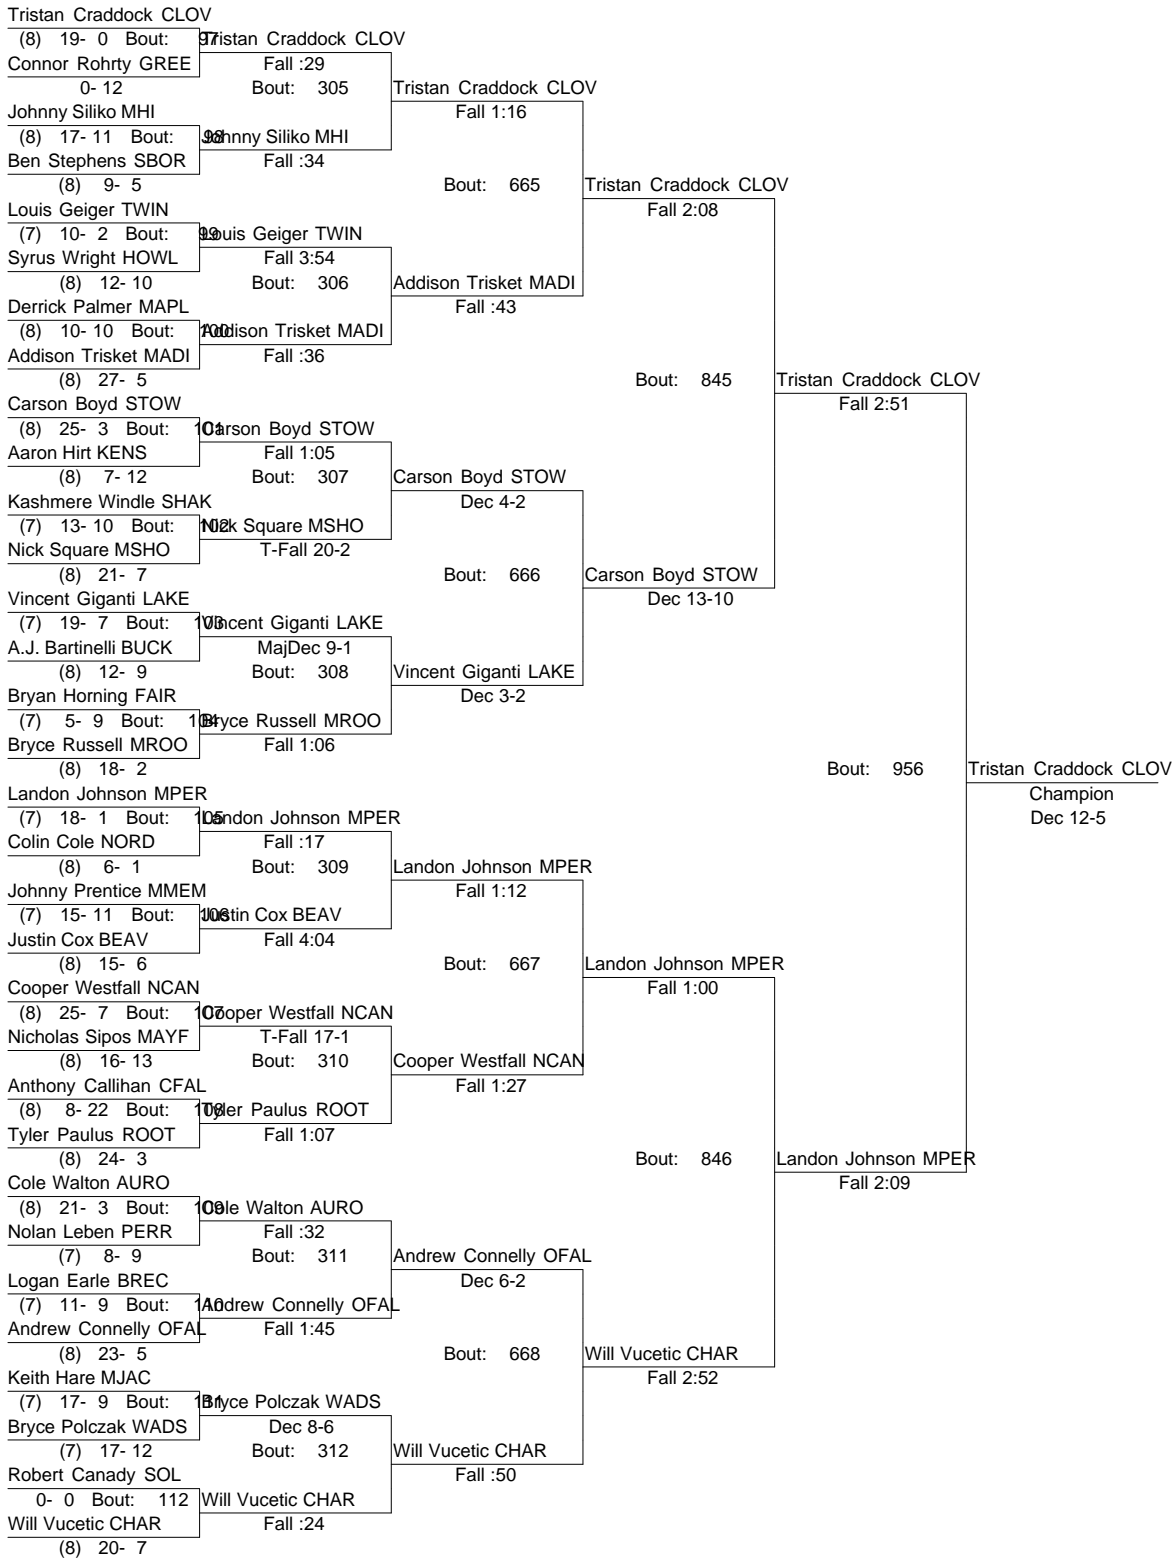 Tristan Craddock CLOV
(8) 19- 0 Bout: 97 Tristan Craddock CLOV
Connor Rohrty GREE Fall :29
0- 12 Bout: 305 Tristan Craddock CLOV
Johnny Siliko MHI Fall 1:16
(8) 17- 11 Bout: 98 Johnny Siliko MHI
Ben Stephens SBOR Fall :34
(8) 9- 5 Bout: 665 Tristan Craddock CLOV
Louis Geiger TWIN Fall 2:08
(7) 10- 2 Bout: 99 Louis Geiger TWIN
Syrus Wright HOWL Fall 3:54
(8) 12- 10 Bout: 306 Addison Trisket MADI
Derrick Palmer MAPL Fall :43
(8) 10- 10 Bout: 100 Addison Trisket MADI
Addison Trisket MADI Fall :36
(8) 27- 5 Bout: 845 Tristan Craddock CLOV
Carson Boyd STOW Fall 2:51
(8) 25- 3 Bout: 101 Carson Boyd STOW
Aaron Hirt KENS Fall 1:05
(8) 7- 12 Bout: 307 Carson Boyd STOW
Kashmere Windle SHAK Dec 4-2
(7) 13- 10 Bout: 102 Nick Square MSHO
Nick Square MSHO T-Fall 20-2
(8) 21- 7 Bout: 666 Carson Boyd STOW
Vincent Giganti LAKE Dec 13-10
(7) 19- 7 Bout: 103 Vincent Giganti LAKE
A.J. Bartinelli BUCK MajDec 9-1
(8) 12- 9 Bout: 308 Vincent Giganti LAKE
Bryan Horning FAIR Dec 3-2
(7) 5- 9 Bout: 104 Bryce Russell MROO
Bryce Russell MROO Fall 1:06
(8) 18- 2 Bout: 956 Tristan Craddock CLOV
Landon Johnson MPER Champion
(7) 18- 1 Bout: 105 Landon Johnson MPER Dec 12-5
Colin Cole NORD Fall :17
(8) 6- 1 Bout: 309 Landon Johnson MPER
Johnny Prentice MMEM Fall 1:12
(7) 15- 11 Bout: 106 Justin Cox BEAV
Justin Cox BEAV Fall 4:04
(8) 15- 6 Bout: 667 Landon Johnson MPER
Cooper Westfall NCAN Fall 1:00
(8) 25- 7 Bout: 107 Cooper Westfall NCAN
Nicholas Sipos MAYF T-Fall 17-1
(8) 16- 13 Bout: 310 Cooper Westfall NCAN
Anthony Callihan CFAL Fall 1:27
(8) 8- 22 Bout: 108 Tyler Paulus ROOT
Tyler Paulus ROOT Fall 1:07
(8) 24- 3 Bout: 846 Landon Johnson MPER
Cole Walton AURO Fall 2:09
(8) 21- 3 Bout: 109 Cole Walton AURO
Nolan Leben PERR Fall :32
(7) 8- 9 Bout: 311 Andrew Connelly OFAL
Logan Earle BREC Dec 6-2
(7) 11- 9 Bout: 110 Andrew Connelly OFAL
Andrew Connelly OFAL Fall 1:45
(8) 23- 5 Bout: 668 Will Vucetic CHAR
Keith Hare MJAC Fall 2:52
(7) 17- 9 Bout: 111 Bryce Polczak WADS
Bryce Polczak WADS Dec 8-6
(7) 17- 12 Bout: 312 Will Vucetic CHAR
Robert Canady SOL Fall :50
0- 0 Bout: 112 Will Vucetic CHAR
Will Vucetic CHAR Fall :24
(8) 20- 7